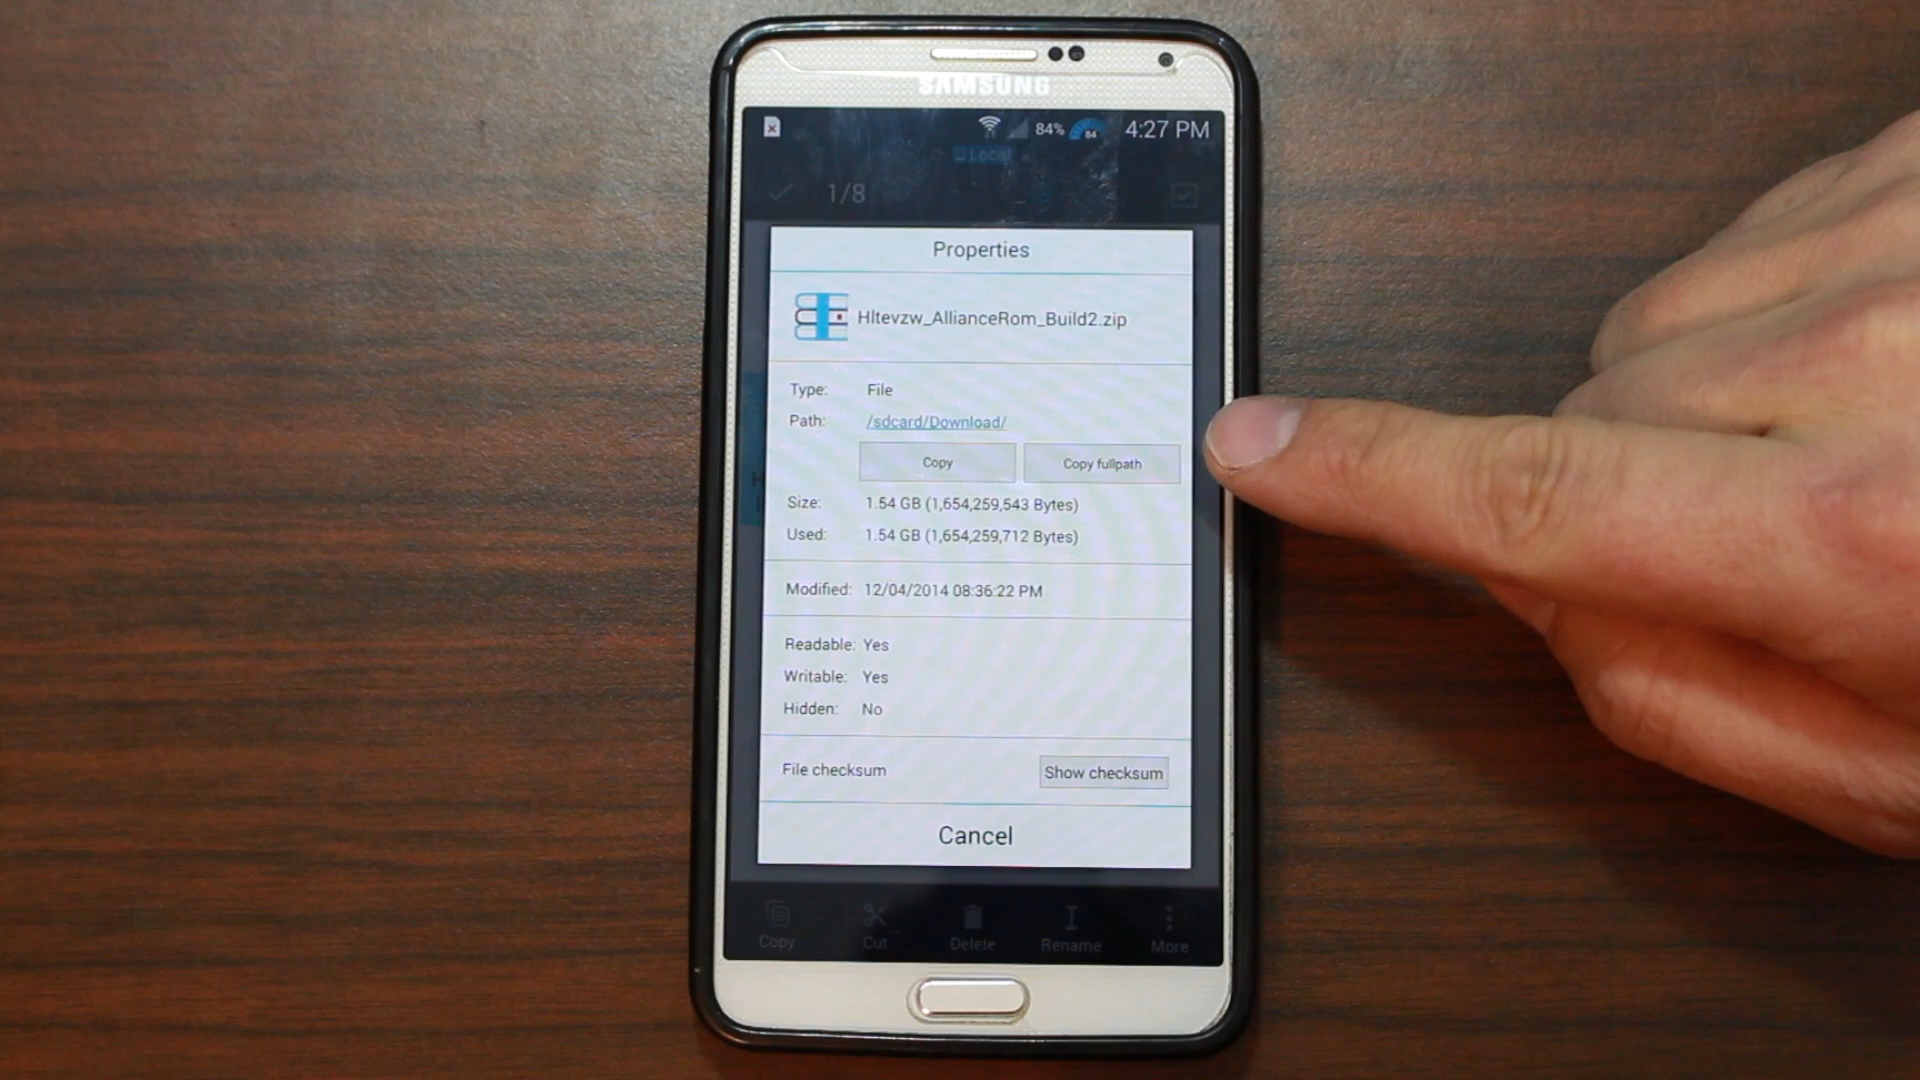 SAMSUNG
84% 84 4:27 PM
Local
1/8
Properties
Hltevzw_AllianceRom_Build2.zip
Type: File
Path: /sdcard/Download/
Copy Copy fullpath
Size: 1.54 GB (1,654,259,543 Bytes)
Used: 1.54 GB (1,654,259,712 Bytes)
Modified: 12/04/2014 08:36:22 PM
Readable: Yes
Writable: Yes
Hidden: No
File checksum Show checksum
Cancel
Copy Cut Delete Rename More